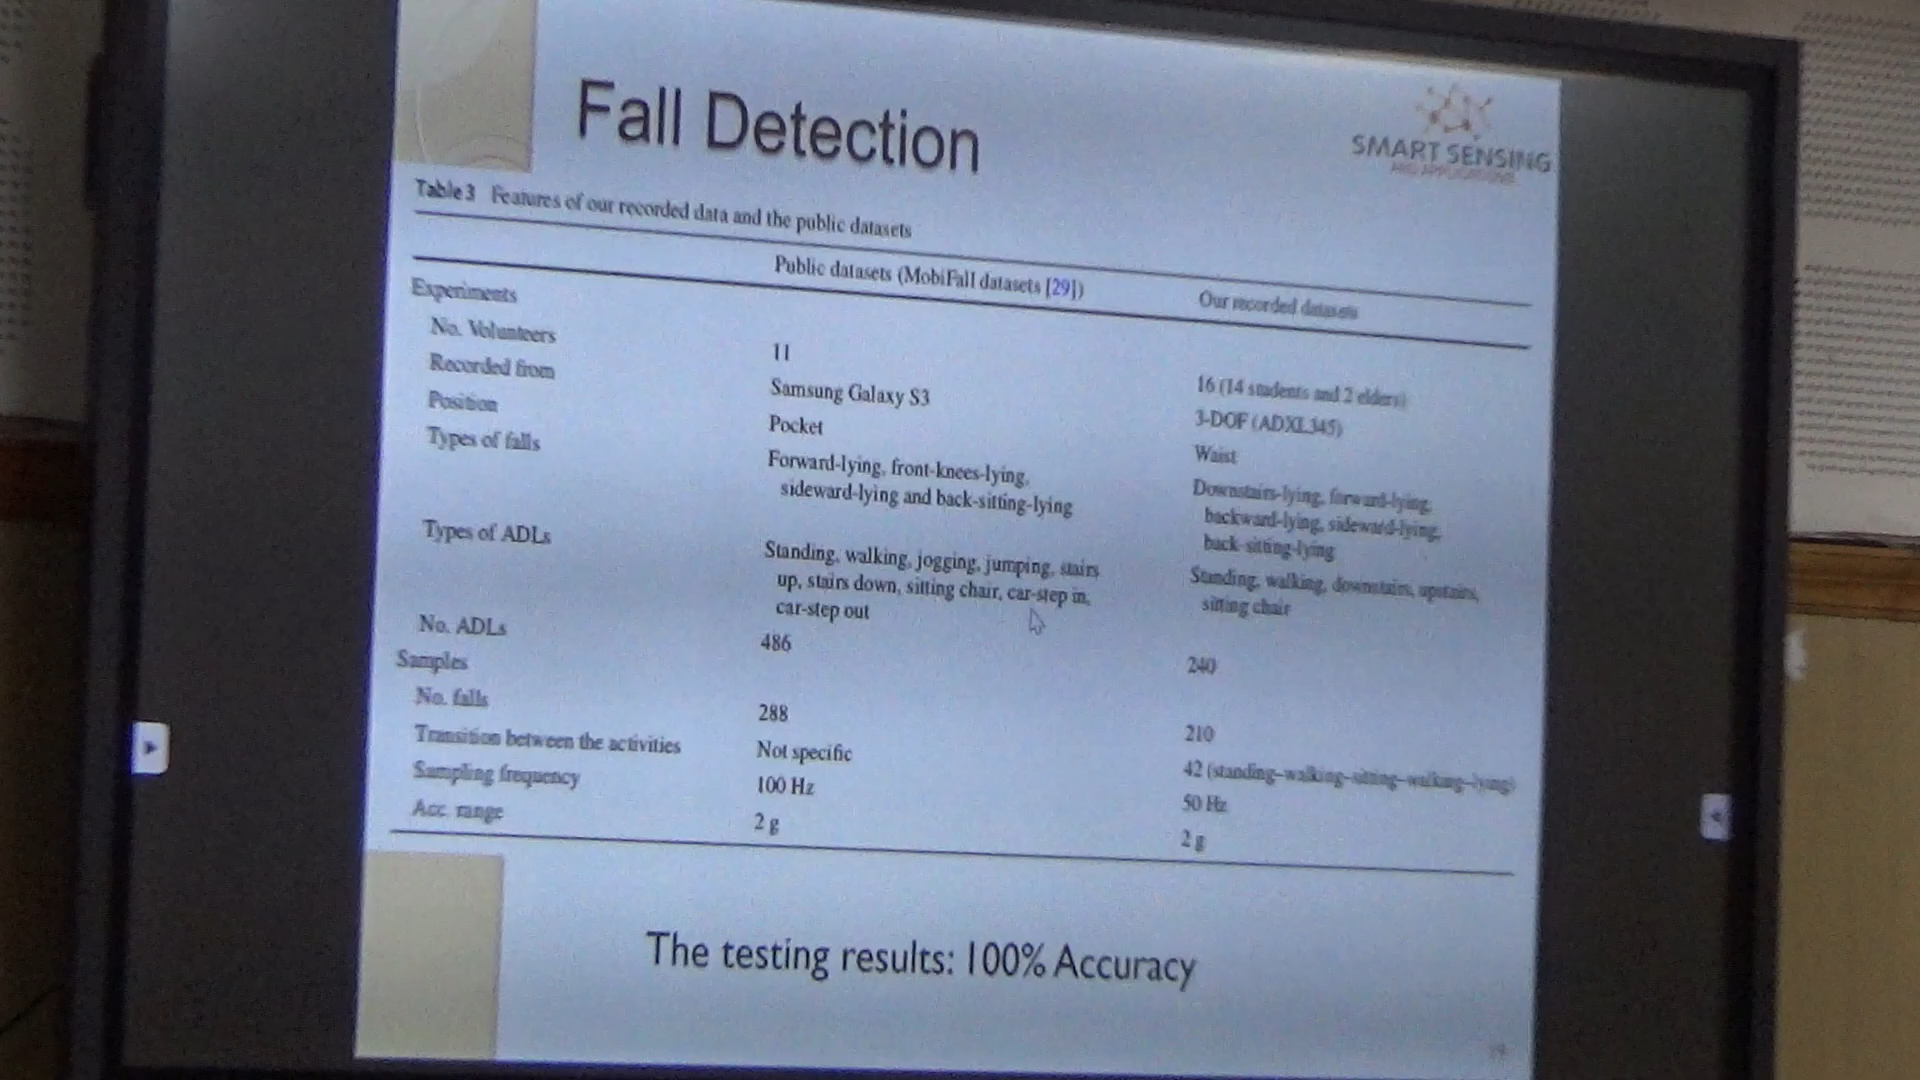 Fall Detection
SMART SENSING
AND APPLICATIONS
Table 3 Features of our recorded data and the public datasets
Public datasets (MobiFall datasets [29]) Our recorded datasets
Experiments
No. Volunteers 11 16 (14 students and 2 elders)
Recorded from Samsung Galaxy S3 3-DOF (ADXL345)
Position Pocket Waist
Types of falls Forward-lying, front-knees-lying, Downstairs-lying, forward-lying,
sideward-lying and back-sitting-lying backward-lying, sideward-lying,
back-sitting-lying
Types of ADLs Standing, walking, jogging, jumping, stairs Standing, walking, downstairs, upstairs,
up, stairs down, sitting chair, car-step in, sitting chair
car-step out
No. ADLs 486 240
Samples
No. falls 288 210
Transition between the activities Not specific 42 (standing–walking–sitting–walking–lying)
Sampling frequency 100 Hz 50 Hz
Acc. range 2 g 2 g
The testing results: 100% Accuracy